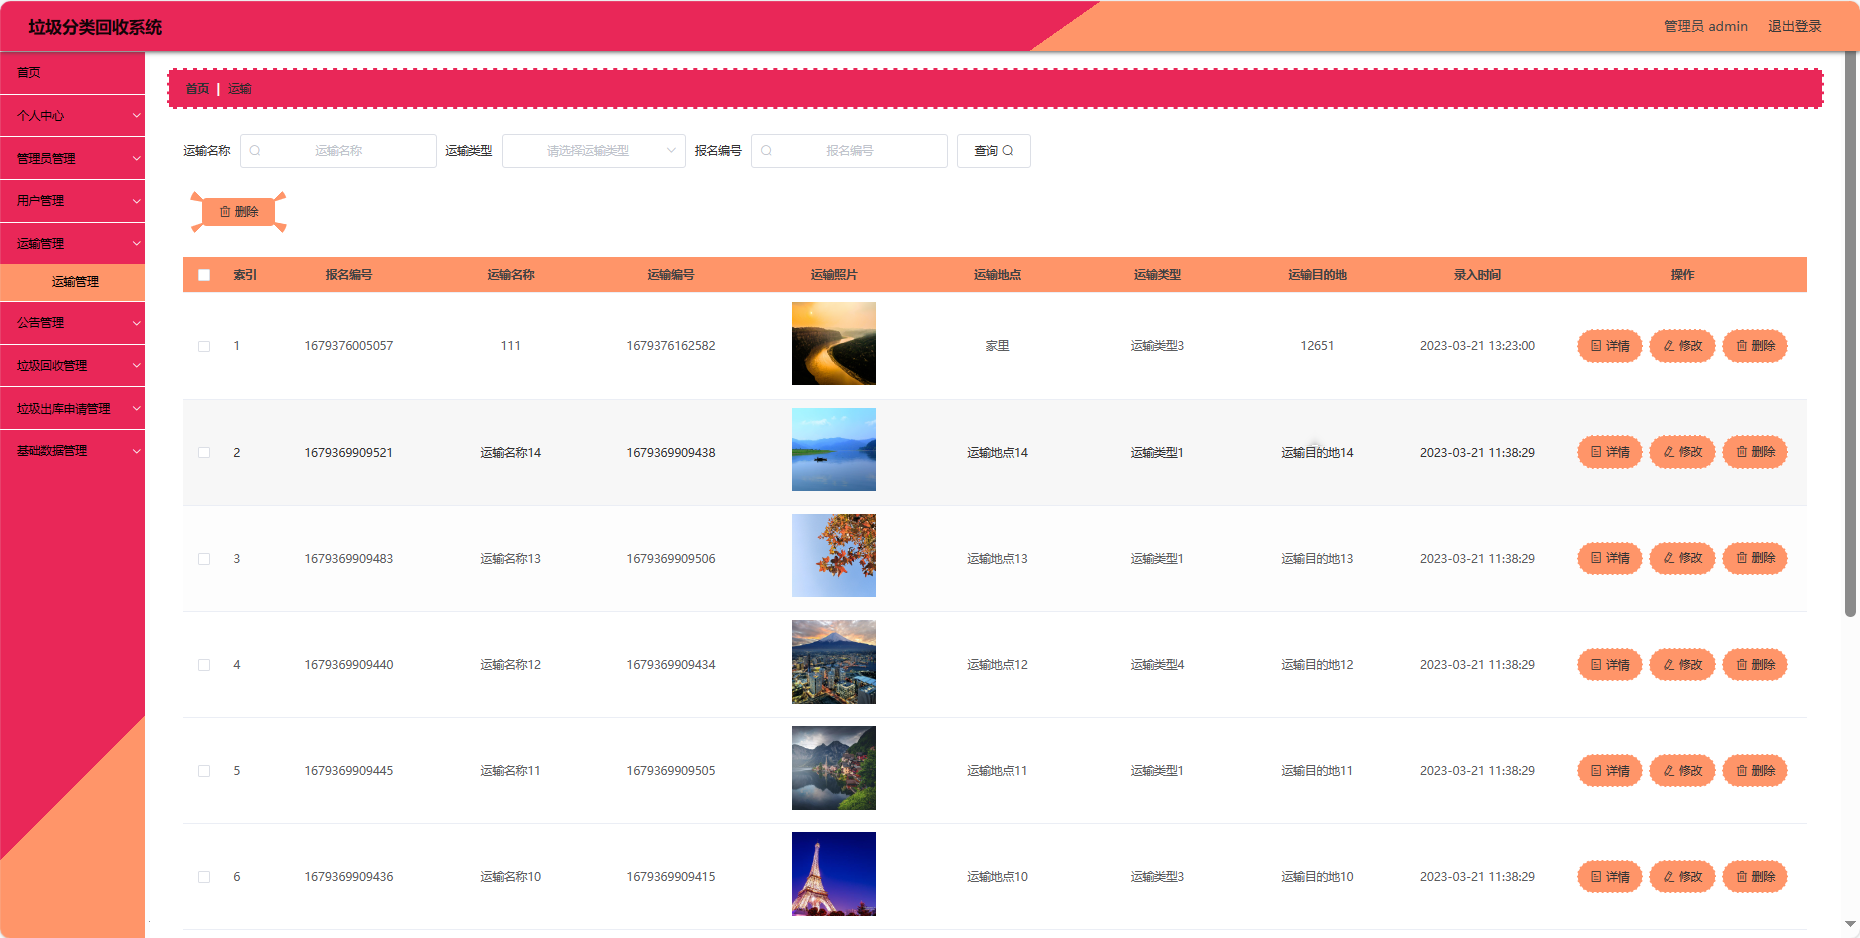 垃圾分类回收系统
管理员 admin 退出登录
首页
个人中心
管理员管理
用户管理
运输管理
运输管理
公告管理
垃圾回收管理
垃圾出库申请管理
基础数据管理
首页 | 运输
运输名称 运输名称 运输类型 请选择运输类型 报名编号 报名编号 查询
删除
索引 报名编号 运输名称 运输编号 运输照片 运输地点 运输类型 运输目的地 录入时间 操作
1 1679376005057 111 1679376162582 家里 运输类型3 12651 2023-03-21 13:23:00 详情 修改 删除
2 1679369909521 运输名称14 1679369909438 运输地点14 运输类型1 运输目的地14 2023-03-21 11:38:29 详情 修改 删除
3 1679369909483 运输名称13 1679369909506 运输地点13 运输类型1 运输目的地13 2023-03-21 11:38:29 详情 修改 删除
4 1679369909440 运输名称12 1679369909434 运输地点12 运输类型4 运输目的地12 2023-03-21 11:38:29 详情 修改 删除
5 1679369909445 运输名称11 1679369909505 运输地点11 运输类型1 运输目的地11 2023-03-21 11:38:29 详情 修改 删除
6 1679369909436 运输名称10 1679369909415 运输地点10 运输类型3 运输目的地10 2023-03-21 11:38:29 详情 修改 删除